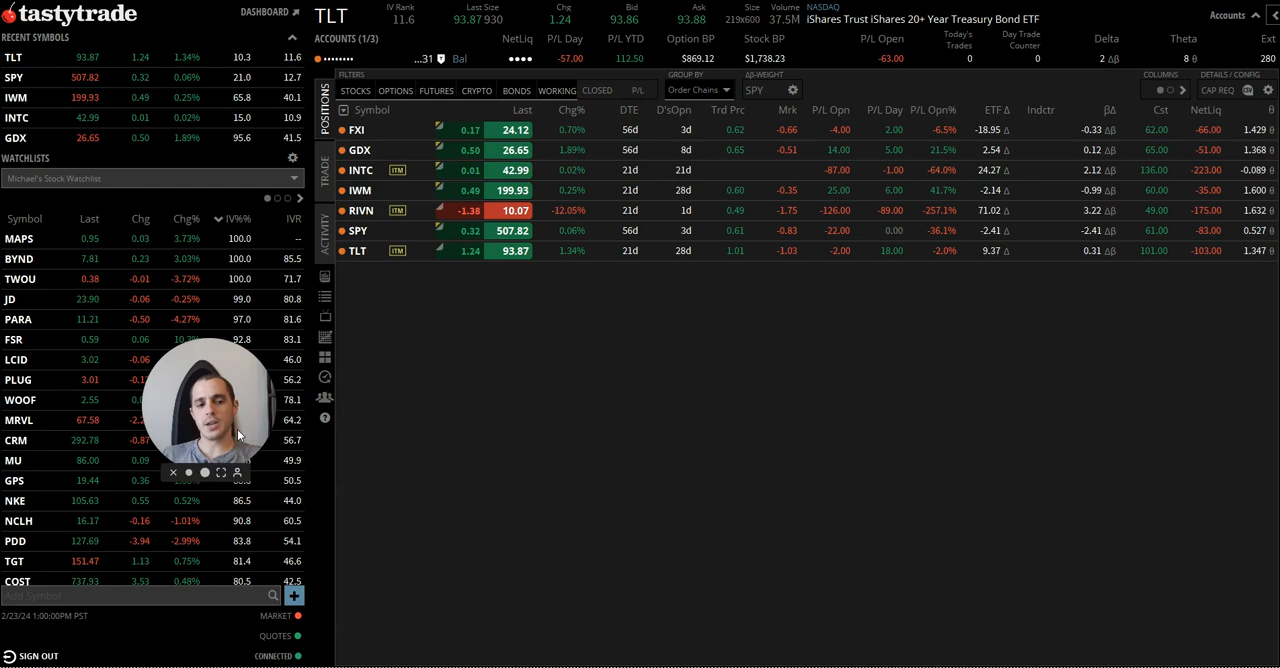 tastytrade
DASHBOARD
RECENT SYMBOLS
TLT 93.87 1.24 1.34% 10.3 11.6
SPY 507.82 0.32 0.06% 21.0 12.7
IWM 199.93 0.49 0.25% 65.8 40.1
INTC 42.99 0.01 0.02% 15.0 10.9
GDX 26.65 0.50 1.89% 95.6 41.5
WATCHLISTS
Michael's Stock Watchlist
Symbol Last Chg Chg% IV%% IVR
MAPS 0.95 0.03 3.73% 100.0 --
BYND 7.81 0.23 3.03% 100.0 85.5
TWOU 0.38 -0.01 -3.72% 100.0 71.7
JD 23.90 -0.06 -0.25% 99.0 80.8
PARA 11.21 -0.50 -4.27% 97.0 81.6
FSR 0.59 0.06 92.8 83.1
LCID 3.02 -0.06 46.0
PLUG 3.01 56.2
WOOF 2.55 78.1
MRVL 67.58 64.2
CRM 292.78 -0.87 56.7
MU 86.00 0.09 49.9
GPS 19.44 0.36 50.5
NKE 105.63 0.55 0.52% 86.5 44.0
NCLH 16.17 -0.16 -1.01% 90.8 60.5
PDD 127.69 -3.94 -2.99% 83.8 54.1
TGT 151.47 1.13 0.75% 81.4 46.6
COST 737.93 3.53 0.48% 80.5 42.5
Add Symbol
2/23/24 1:00:00PM PST MARKET
QUOTES
SIGN OUT CONNECTED
TLT IV Rank Last Size Chg Bid Ask Size Volume NASDAQ
11.6 93.87 930 1.24 93.86 93.88 219x600 37.5M iShares Trust iShares 20+ Year Treasury Bond ETF
Accounts
ACCOUNTS (1/3) NetLiq P/L Day P/L YTD Option BP Stock BP P/L Open Today's Trades Day Trade Counter Delta Theta Ext
...31 Bal -57.00 112.50 $869.12 $1,738.23 -63.00 0 0 2 Δβ 8 θ 280
FILTERS GROUP BY Δβ-WEIGHT COLUMNS DETAILS / CONFIG
STOCKS OPTIONS FUTURES CRYPTO BONDS WORKING CLOSED P/L Order Chains SPY CAP REQ
POSITIONS
TRADE
ACTIVITY
Symbol Last Chg% DTE D'sOpn Trd Prc Mrk P/L Opn P/L Day P/L Opn% ETF Δ Indctr βΔ Cst NetLiq θ
FXI 0.17 24.12 0.70% 56d 3d 0.62 -0.66 -4.00 2.00 -6.5% -18.95 Δ -0.33 Δβ 62.00 -66.00 1.429 θ
GDX 0.50 26.65 1.89% 56d 8d 0.65 -0.51 14.00 5.00 21.5% 2.54 Δ 0.12 Δβ 65.00 -51.00 1.368 θ
INTC ITM 0.01 42.99 0.02% 21d 21d -87.00 -1.00 -64.0% 24.27 Δ 2.12 Δβ 136.00 -223.00 -0.089 θ
IWM 0.49 199.93 0.25% 21d 28d 0.60 -0.35 25.00 6.00 41.7% -2.14 Δ -0.99 Δβ 60.00 -35.00 1.600 θ
RIVN ITM -1.38 10.07 -12.05% 21d 1d 0.49 -1.75 -126.00 -89.00 -257.1% 71.02 Δ 3.22 Δβ 49.00 -175.00 1.632 θ
SPY 0.32 507.82 0.06% 56d 3d 0.61 -0.83 -22.00 0.00 -36.1% -2.41 Δ -2.41 Δβ 61.00 -83.00 0.527 θ
TLT ITM 1.24 93.87 1.34% 21d 28d 1.01 -1.03 -2.00 18.00 -2.0% 9.37 Δ 0.31 Δβ 101.00 -103.00 1.347 θ